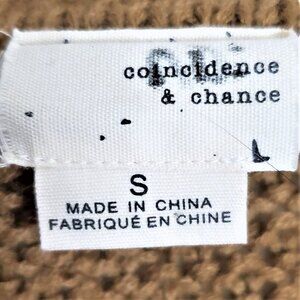 coincidence
& chance
S
MADE IN CHINA
FABRIQUÉ EN CHINE